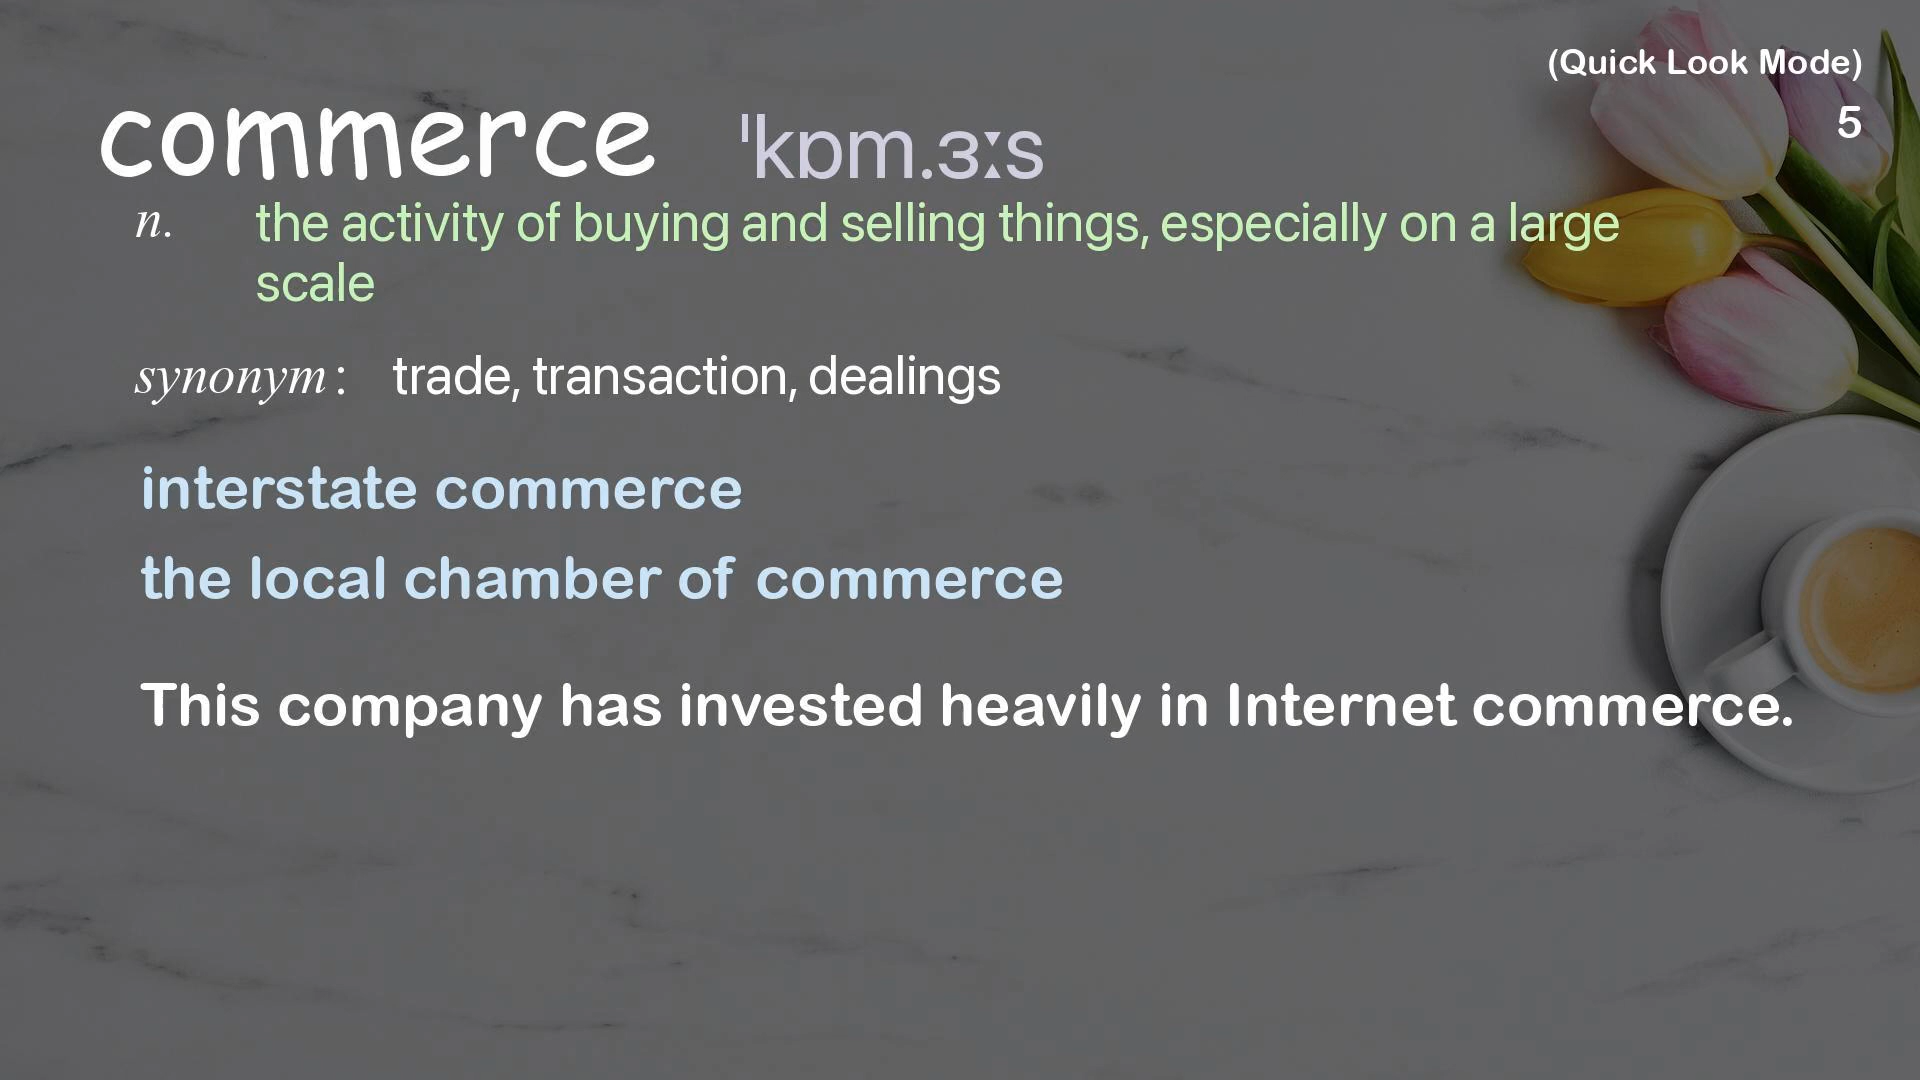 (Quick Look Mode)
5
commerce ˈkɒm.ɜːs
n. the activity of buying and selling things, especially on a large
scale
synonym: trade, transaction, dealings
interstate commerce
the local chamber of commerce
This company has invested heavily in Internet commerce.